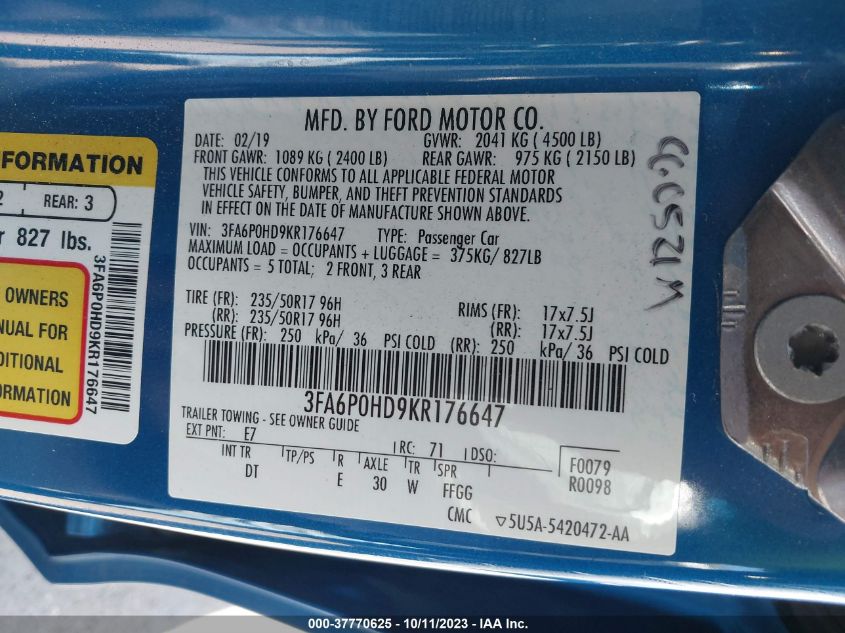 MFD. BY FORD MOTOR CO.
DATE: 02/19 GVWR: 2041 KG ( 4500 LB)
FRONT GAWR: 1089 KG ( 2400 LB) REAR GAWR: 975 KG ( 2150 LB)
THIS VEHICLE CONFORMS TO ALL APPLICABLE FEDERAL MOTOR
VEHICLE SAFETY, BUMPER, AND THEFT PREVENTION STANDARDS
IN EFFECT ON THE DATE OF MANUFACTURE SHOWN ABOVE.
VIN: 3FA6P0HD9KR176647 TYPE: Passenger Car
MAXIMUM LOAD = OCCUPANTS + LUGGAGE = 375KG/ 827LB
OCCUPANTS = 5 TOTAL; 2 FRONT, 3 REAR
TIRE (FR): 235/50R17 96H RIMS (FR): 17x7.5J
(RR): 235/50R17 96H (RR): 17x7.5J
PRESSURE (FR): 250 kPa/ 36 PSI COLD (RR): 250 kPa/ 36 PSI COLD
3FA6P0HD9KR176647
TRAILER TOWING - SEE OWNER GUIDE
EXT PNT: E7 RC: 71 DSO: F0079
INT TR TP/PS R AXLE TR SPR R0098
DT E 30 W FFGG
CMC 5U5A-5420472-AA
FORMATION
2 REAR: 3
827 lbs.
OWNERS
NUAL FOR
DITIONAL
ORMATION
3FA6P0HD9KR176647
000-37770625 - 10/11/2023 - IAA Inc.